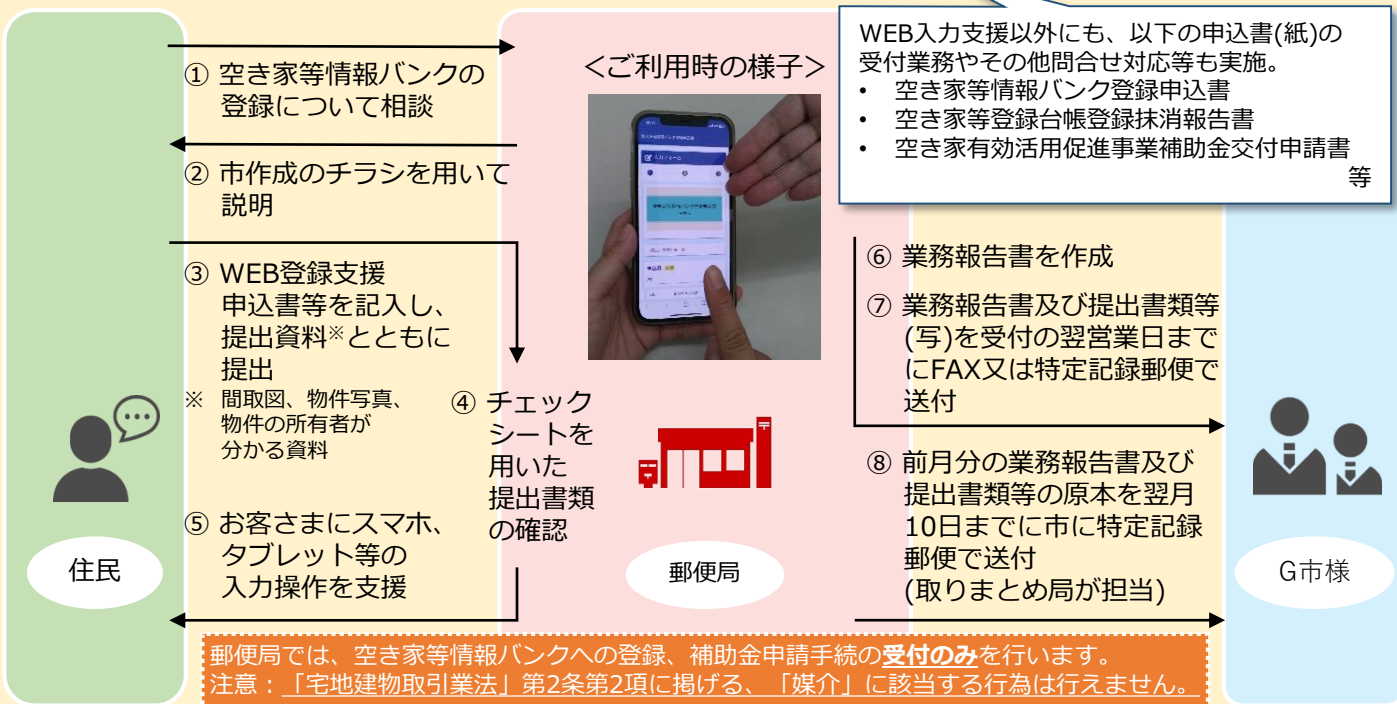 WEB入力支援以外にも、以下の申込書(紙)の
受付業務やその他問合せ対応等も実施。
• 空き家等情報バンク登録申込書
• 空き家等登録台帳登録抹消報告書
• 空き家有効活用促進事業補助金交付申請書
等
① 空き家等情報バンクの
登録について相談
② 市作成のチラシを用いて
説明
③ WEB登録支援
申込書等を記入し、
提出資料※とともに
提出
※ 間取図、物件写真、
物件の所有者が
分かる資料
④ チェック
シートを
用いた
提出書類
の確認
⑤ お客さまにスマホ、
タブレット等の
入力操作を支援
＜ご利用時の様子＞
入力フォーム
⑥ 業務報告書を作成
⑦ 業務報告書及び提出書類等
(写)を受付の翌営業日まで
にFAX又は特定記録郵便で
送付
⑧ 前月分の業務報告書及び
提出書類等の原本を翌月
10日までに市に特定記録
郵便で送付
(取りまとめ局が担当)
住民
郵便局
G市様
郵便局では、空き家等情報バンクへの登録、補助金申請手続の受付のみを行います。
注意：「宅地建物取引業法」第2条第2項に掲げる、「媒介」に該当する行為は行えません。